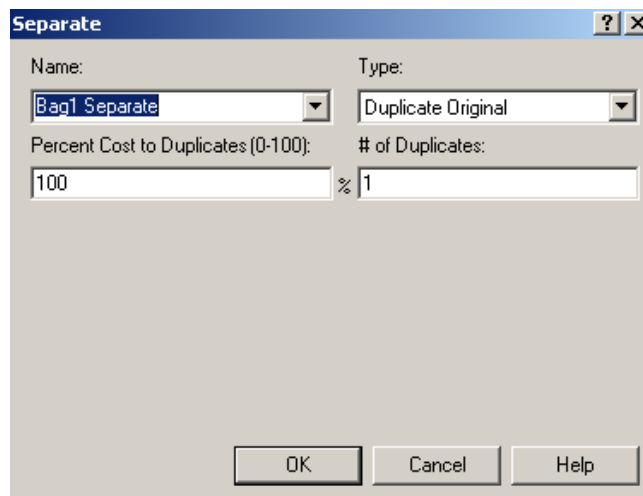 Separate
Name: Type:
Bag1 Separate Duplicate Original
Percent Cost to Duplicates (0-100): # of Duplicates:
100 % 1
OK Cancel Help